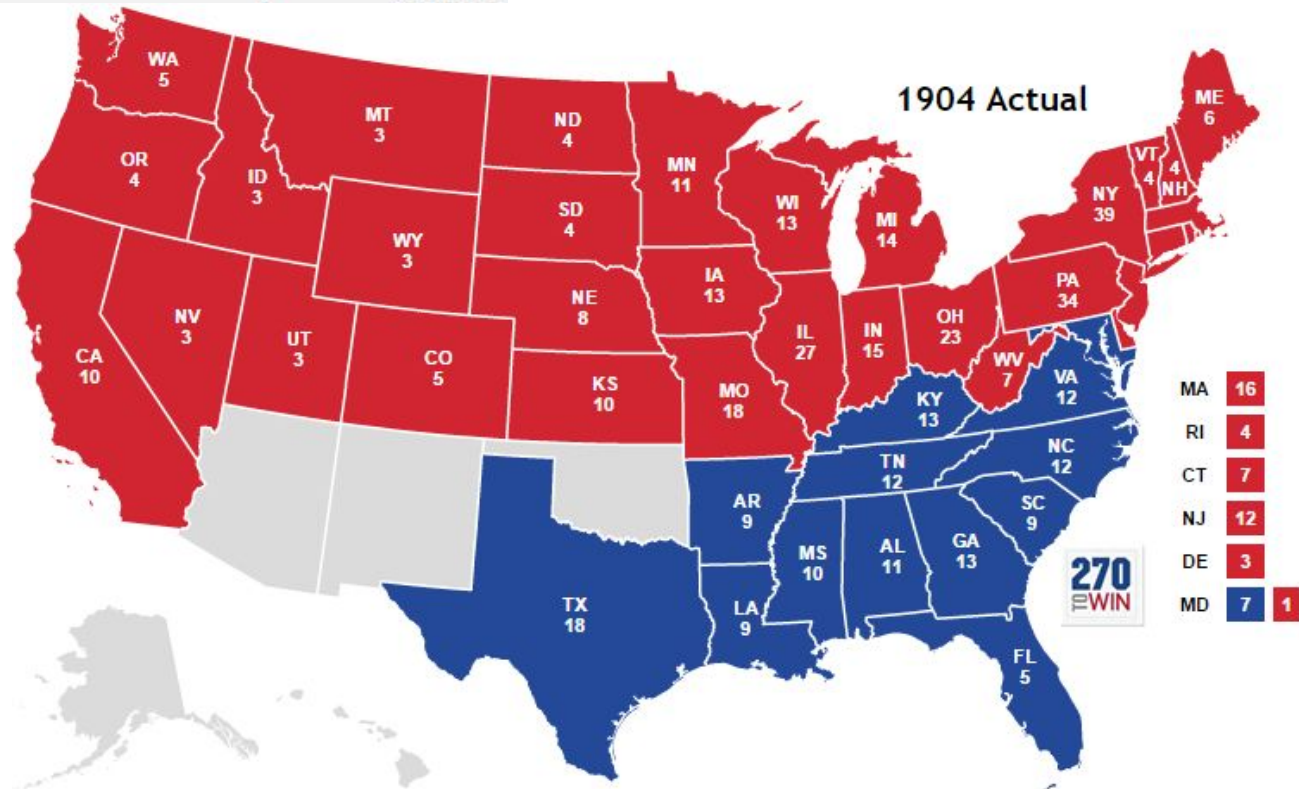 1904 Actual
WA
5
OR
4
CA
10
NV
3
ID
3
MT
3
WY
3
UT
3
CO
5
ND
4
SD
4
NE
8
KS
10
MN
11
IA
13
MO
18
WI
13
IL
27
MI
14
IN
15
OH
23
WV
7
PA
34
NY
39
VT
4
4
NH
ME
6
KY
13
VA
12
TN
12
NC
12
SC
9
GA
13
AL
11
MS
10
AR
9
LA
9
TX
18
FL
5
MA 16
RI 4
CT 7
NJ 12
DE 3
MD 7 1
270
TO WIN